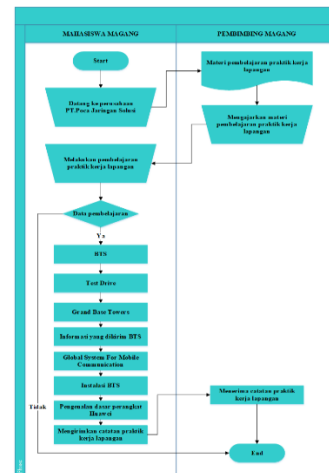 MAHASISWA MAGANG
PEMBIMBING MAGANG
Start
Materi pembelajaran praktik kerja
lapangan
Datang ke perusahaan
PT.Poca Jaringan Solusi
Mengajarkan materi
pembelajaran praktik kerja
lapangan
Melakukan pembelajaran
praktik kerja lapangan
Data pembelajaran
Ya
BTS
Test Drive
Grand Base Towers
Informasi yang dikirim BTS
Global System For Mobile
Communication
Instalasi BTS
Pengenalan dasar perangkat
Huawei
Tidak
Mengirimkan catatan praktik
kerja lapangan
Menerima catatan praktik
kerja lapangan
End
Phase